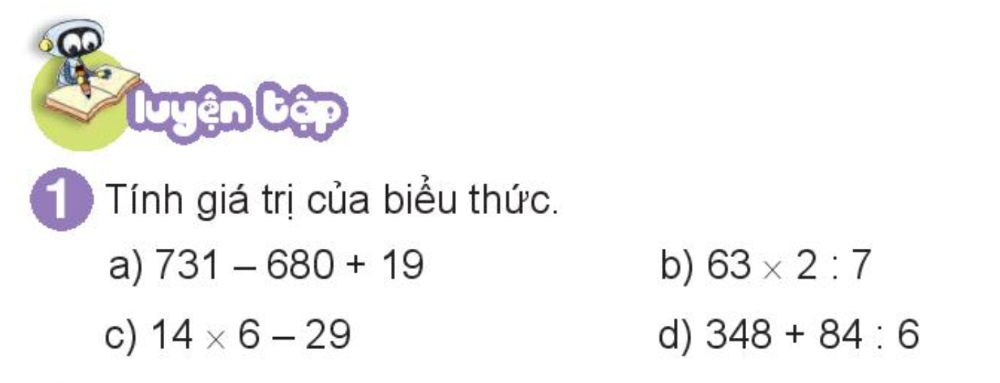 luyện tập
1 Tính giá trị của biểu thức.
a) 731 – 680 + 19 b) 63 × 2 : 7
c) 14 × 6 – 29 d) 348 + 84 : 6